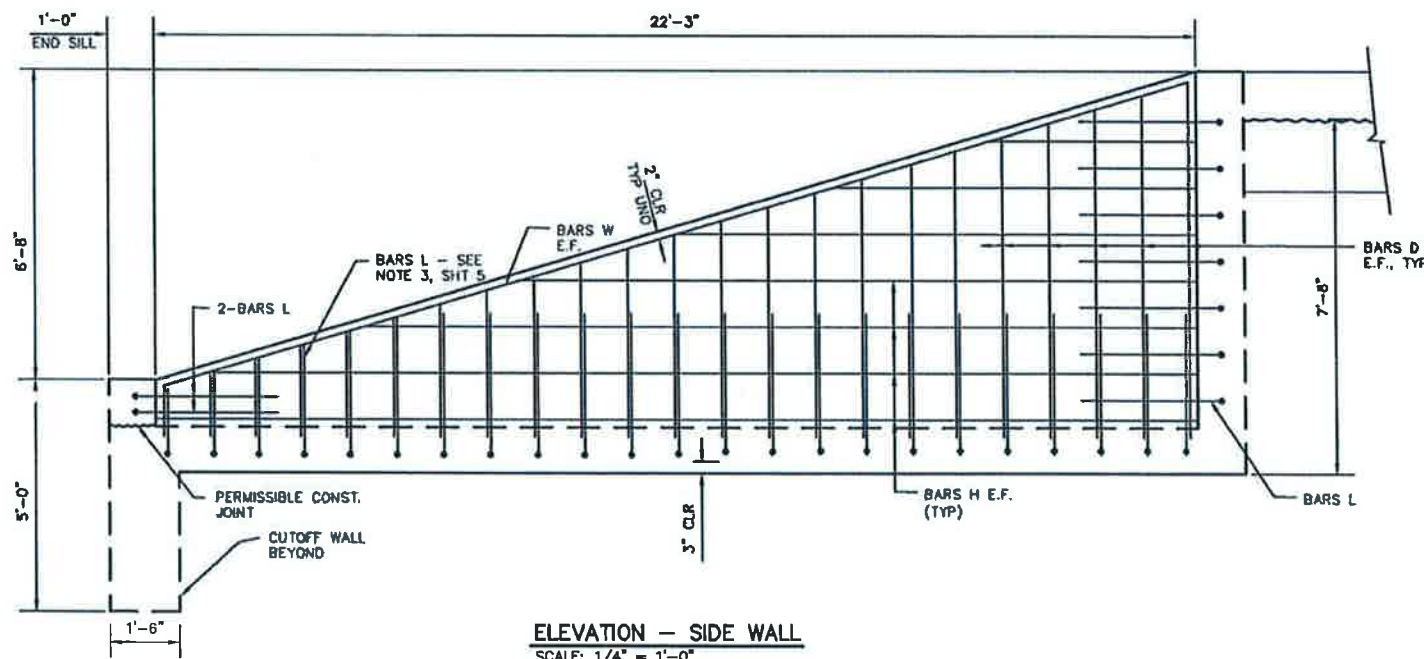 1'-0"
END SILL
22'-3"
6'-8"
2" CLR
TYP UNO
BARS W
E.F.
BARS L - SEE
NOTE 3, SHT 5
2-BARS L
BARS D
E.F., TYP
7'-8"
5'-0"
PERMISSIBLE CONST.
JOINT
CUTOFF WALL
BEYOND
3" CLR
BARS H E.F.
(TYP)
BARS L
1'-6"
ELEVATION – SIDE WALL
SCALE: 1/4" = 1'-0"